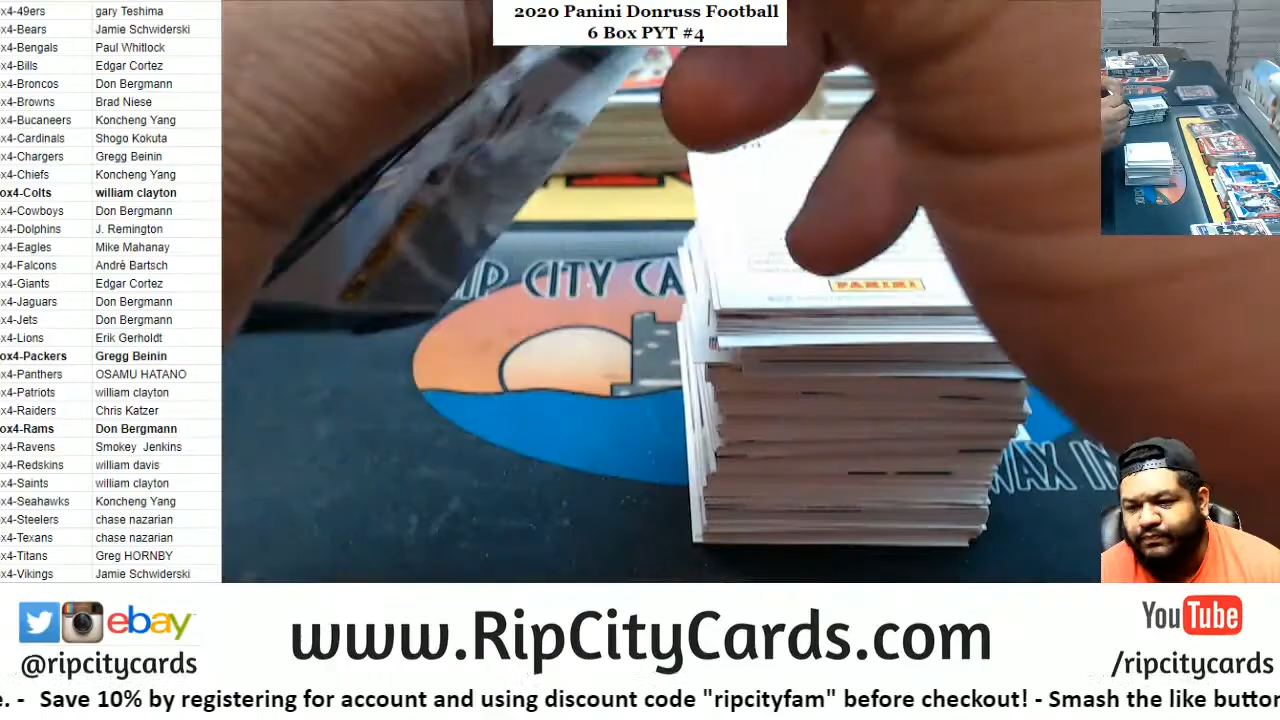 2020 Panini Donruss Football
6 Box PYT #4
x4-49ers gary Teshima
x4-Bears Jamie Schwiderski
x4-Bengals Paul Whitlock
x4-Bills Edgar Cortez
x4-Broncos Don Bergmann
x4-Browns Brad Niese
x4-Bucaneers Koncheng Yang
x4-Cardinals Shogo Kokuta
x4-Chargers Gregg Beinin
x4-Chiefs Koncheng Yang
ox4-Colts william clayton
x4-Cowboys Don Bergmann
x4-Dolphins J. Remington
x4-Eagles Mike Mahanay
x4-Falcons Andrè Bartsch
x4-Giants Edgar Cortez
x4-Jaguars Don Bergmann
x4-Jets Don Bergmann
x4-Lions Erik Gerholdt
ox4-Packers Gregg Beinin
x4-Panthers OSAMU HATANO
x4-Patriots william clayton
x4-Raiders Chris Katzer
ox4-Rams Don Bergmann
x4-Ravens Smokey Jenkins
x4-Redskins william davis
x4-Saints william clayton
x4-Seahawks Koncheng Yang
x4-Steelers chase nazarian
x4-Texans chase nazarian
x4-Titans Greg HORNBY
x4-Vikings Jamie Schwiderski
RIP CITY CA
PANINI
WAX IN
ebay
@ripcitycards
www.RipCityCards.com
YouTube
/ripcitycards
e. - Save 10% by registering for account and using discount code "ripcityfam" before checkout! - Smash the like button